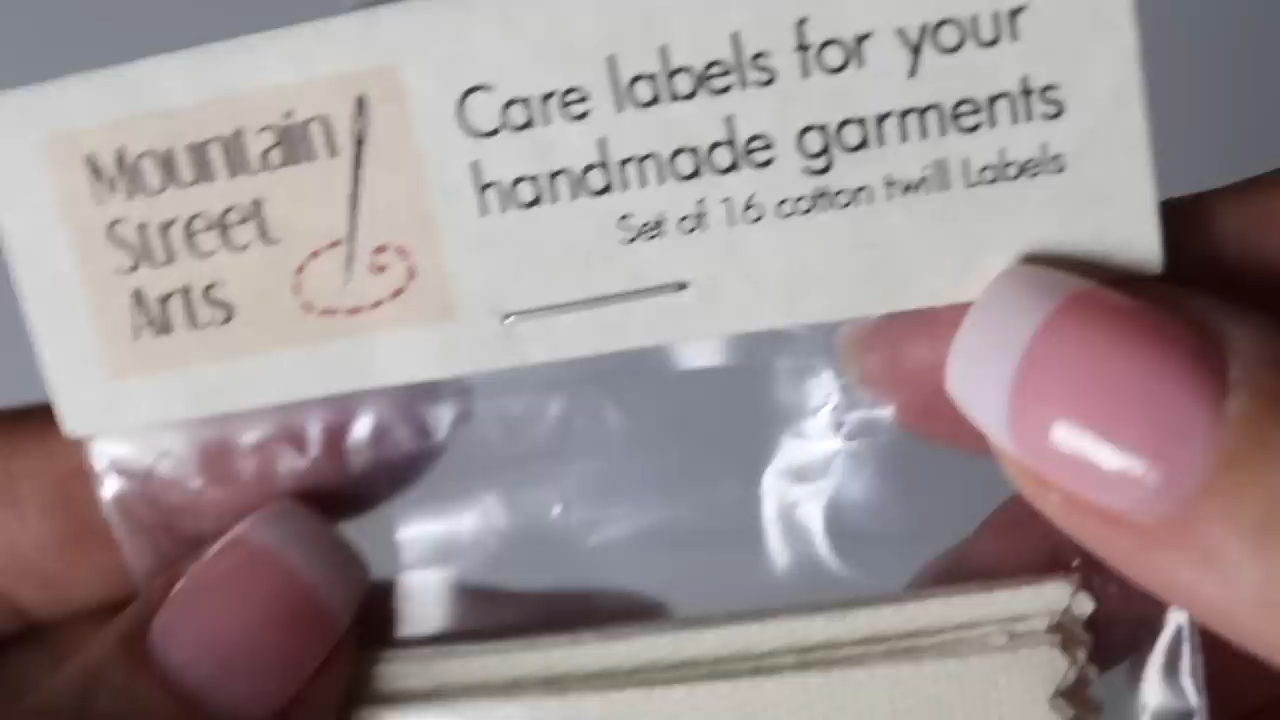 Mountain
Street
Arts
Care labels for your
handmade garments
Set of 16 cotton twill Labels